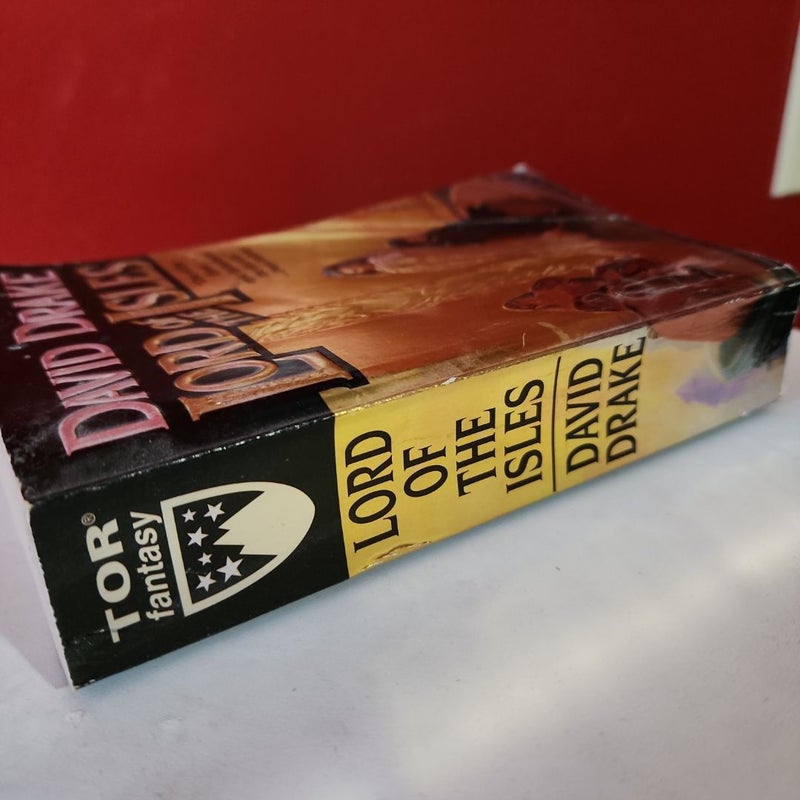 DAVID DRAKE
LORD OF THE
ISLES
TOR®
fantasy
LORD
OF
THE
ISLES
DAVID
DRAKE